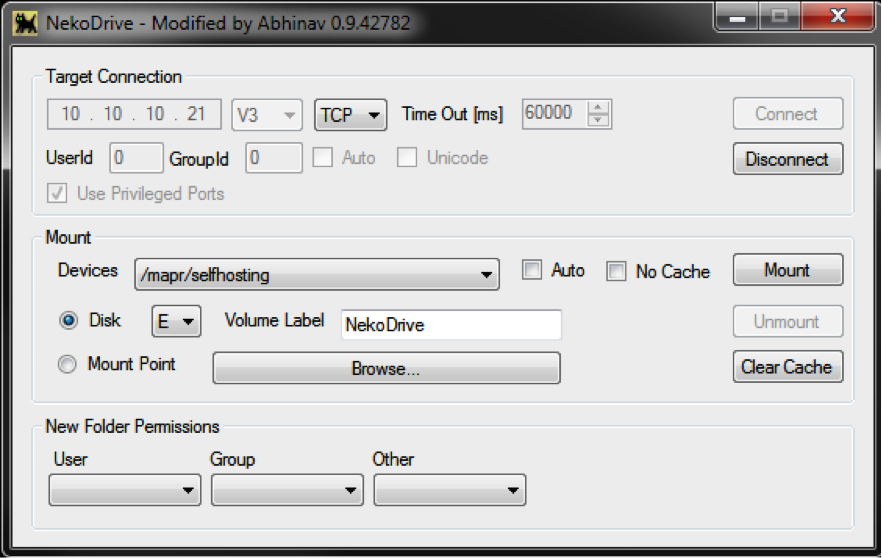 NekoDrive - Modified by Abhinav 0.9.42782
Target Connection
10 . 10 . 10 . 21 V3 TCP Time Out [ms] 60000 Connect
UserId 0 GroupId 0 Auto Unicode Disconnect
Use Privileged Ports
Mount
Devices /mapr/selfhosting Auto No Cache Mount
Disk E Volume Label NekoDrive Unmount
Mount Point Browse... Clear Cache
New Folder Permissions
User Group Other